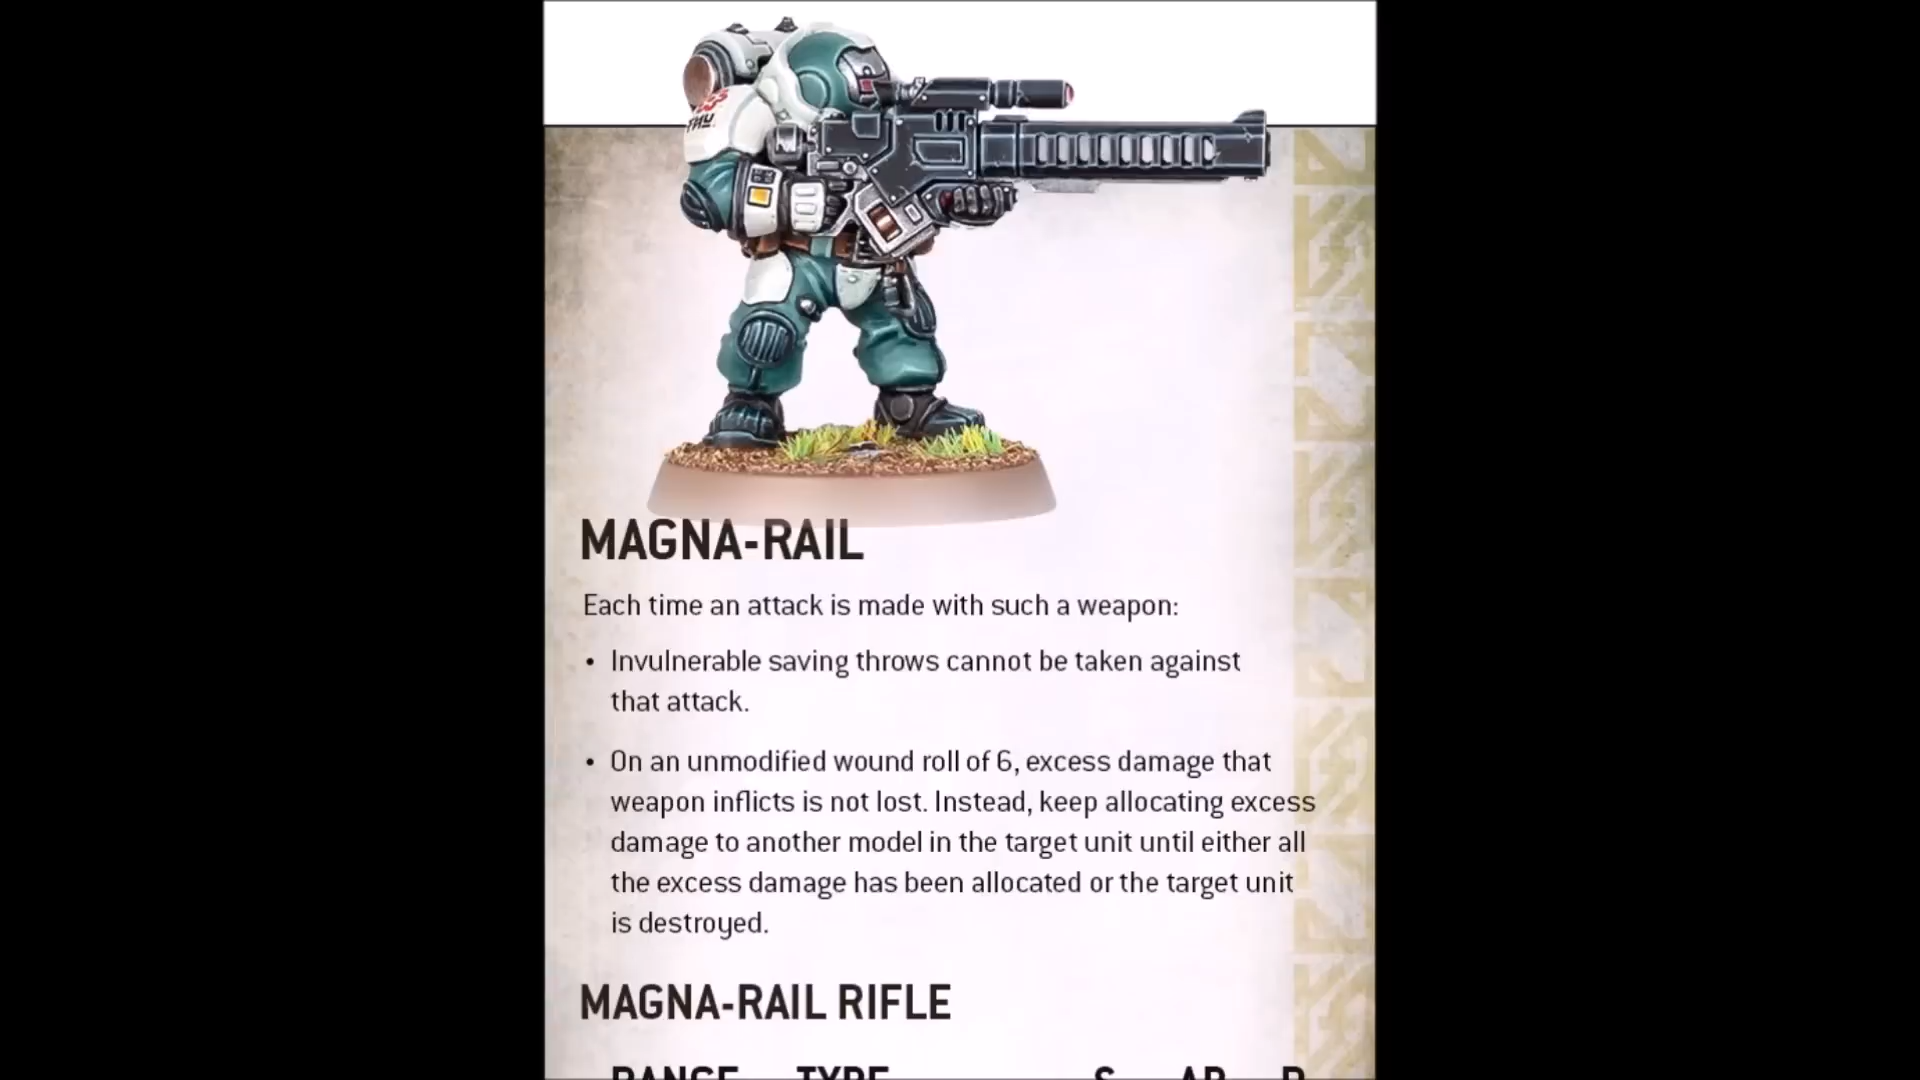 MAGNA-RAIL
Each time an attack is made with such a weapon:
• Invulnerable saving throws cannot be taken against
that attack.
• On an unmodified wound roll of 6, excess damage that
weapon inflicts is not lost. Instead, keep allocating excess
damage to another model in the target unit until either all
the excess damage has been allocated or the target unit
is destroyed.
MAGNA-RAIL RIFLE
RANGE TYPE S AP D